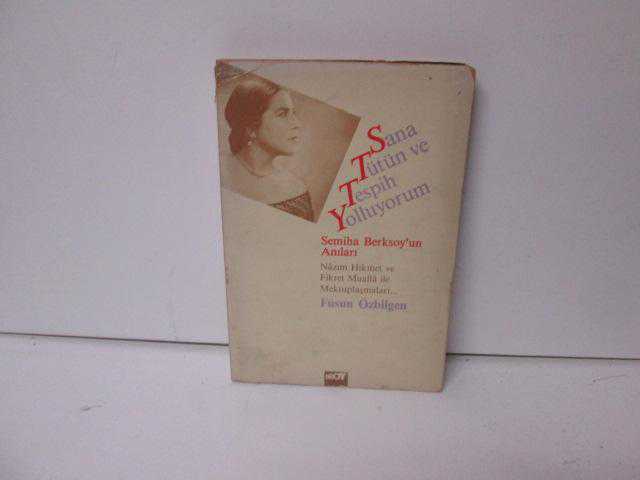 Sana
Tütün ve
Tespih
Yolluyorum
Semiha Berksoy'un
Anıları
Nâzım Hikmet ve
Fikret Muallâ ile
Mektuplaşmaları...
Füsun Özbilgen